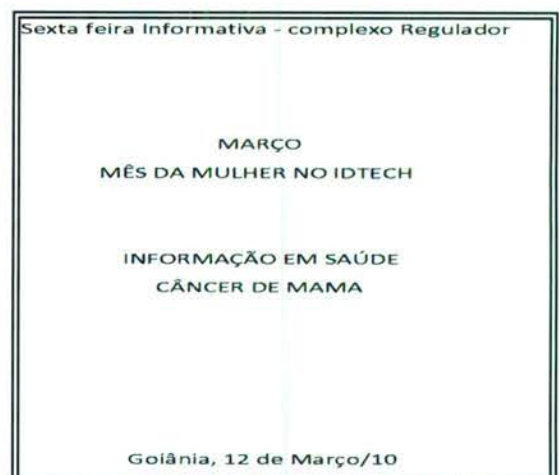 Sexta feira Informativa - complexo Regulador
MARÇO
MÊS DA MULHER NO IDTECH
INFORMAÇÃO EM SAÚDE
CÂNCER DE MAMA
Goiânia, 12 de Março/10